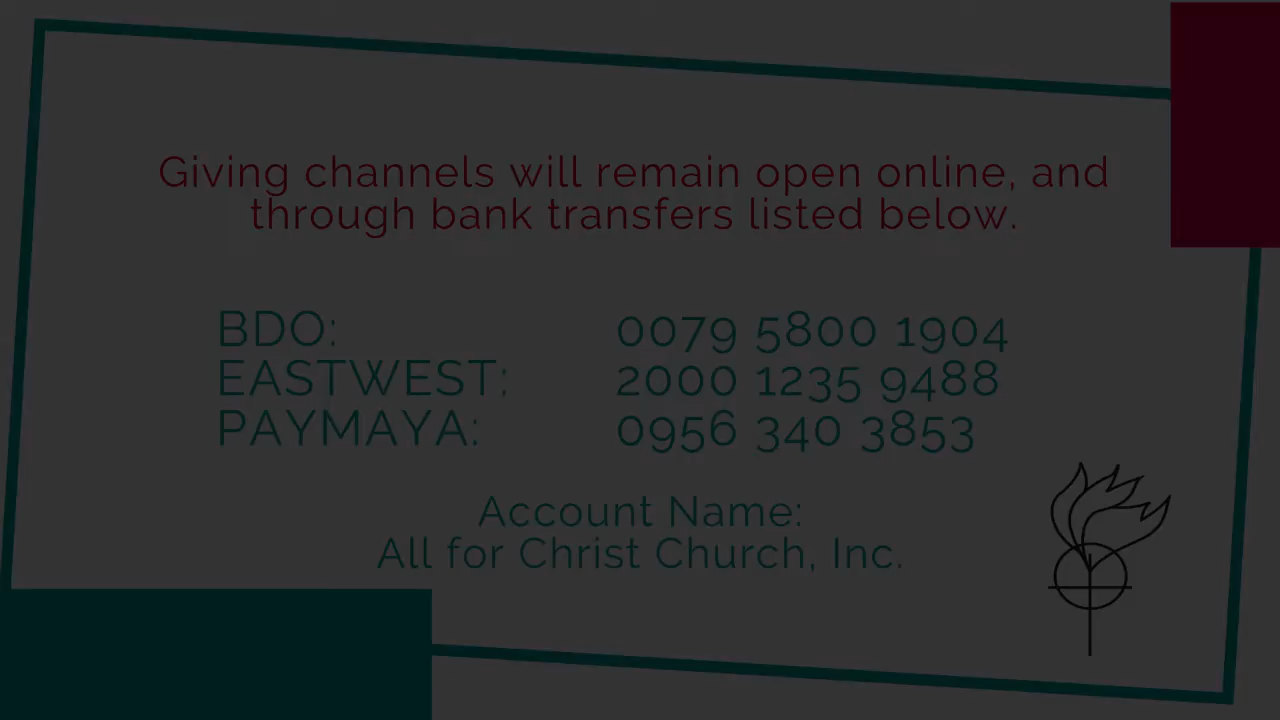 Giving channels will remain open online, and
through bank transfers listed below.
BDO: 0079 5800 1904
EASTWEST: 2000 1235 9488
PAYMAYA: 0956 340 3853
Account Name:
All for Christ Church, Inc.